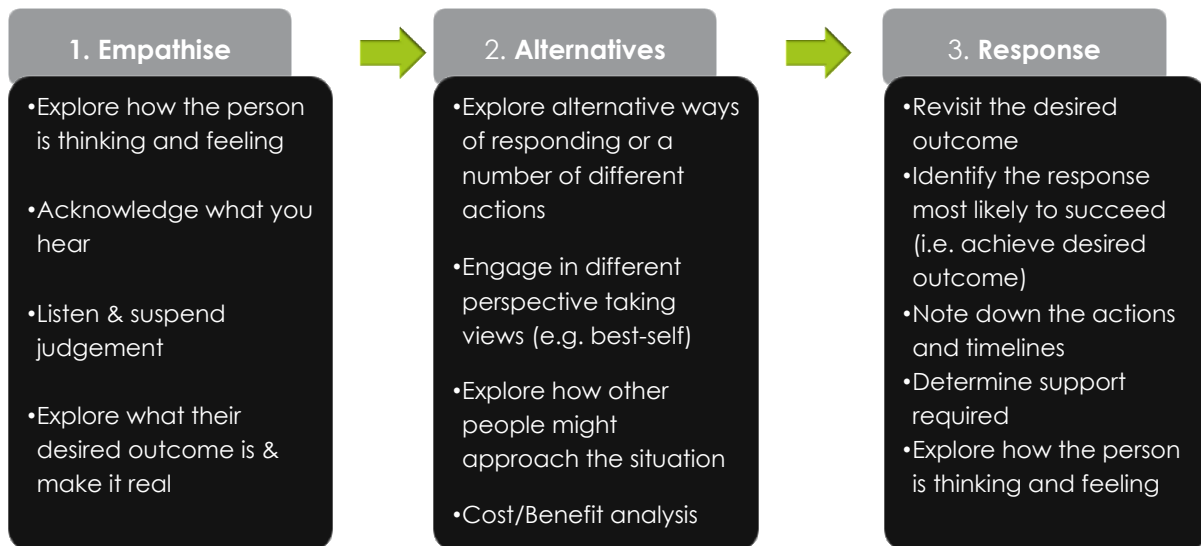 1. Empathise
•Explore how the person
is thinking and feeling
•Acknowledge what you
hear
•Listen & suspend
judgement
•Explore what their
desired outcome is &
make it real
2. Alternatives
•Explore alternative ways
of responding or a
number of different
actions
•Engage in different
perspective taking
views (e.g. best-self)
•Explore how other
people might
approach the situation
•Cost/Benefit analysis
3. Response
•Revisit the desired
outcome
•Identify the response
most likely to succeed
(i.e. achieve desired
outcome)
•Note down the actions
and timelines
•Determine support
required
•Explore how the person
is thinking and feeling